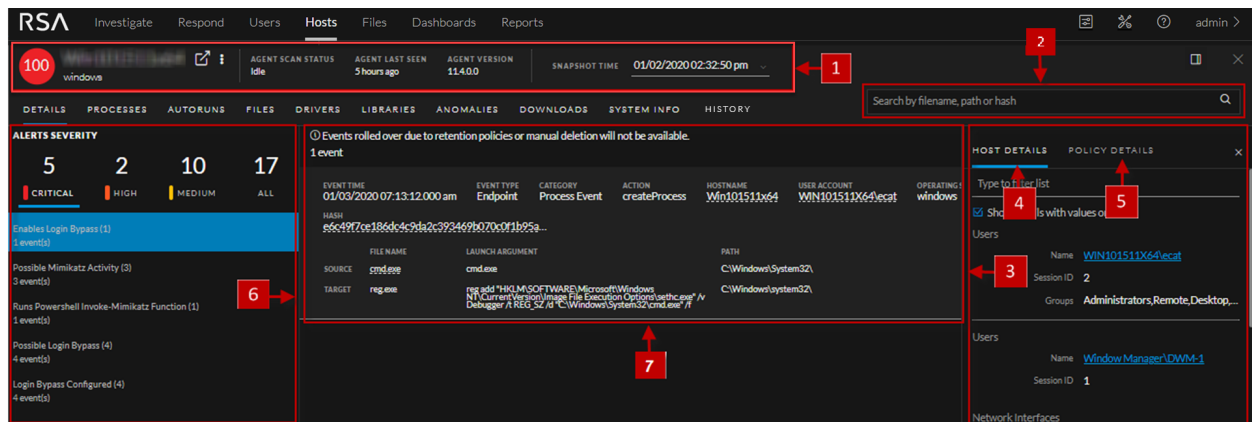 RSA Investigate Respond Users Hosts Files Dashboards Reports admin >
2
100
windows
AGENT SCAN STATUS
Idle
AGENT LAST SEEN
5 hours ago
AGENT VERSION
11.4.0.0
SNAPSHOT TIME 01/02/2020 02:32:50 pm
1
DETAILS PROCESSES AUTORUNS FILES DRIVERS LIBRARIES ANOMALIES DOWNLOADS SYSTEM INFO HISTORY
Search by filename, path or hash
ALERTS SEVERITY
5 2 10 17
CRITICAL HIGH MEDIUM ALL
Enables Login Bypass (1)
1 event(s)
Possible Mimikatz Activity (3)
3 event(s)
Runs Powershell Invoke-Mimikatz Function (1)
1 event(s)
Possible Login Bypass (4)
4 event(s)
Login Bypass Configured (4)
4 event(s)
6
Events rolled over due to retention policies or manual deletion will not be available.
1 event
EVENT TIME
01/03/2020 07:13:12.000 am
EVENT TYPE
Endpoint
CATEGORY
Process Event
ACTION
createProcess
HOSTNAME
Win101511x64
USER ACCOUNT
WIN101511X64\ecat
OPERATING S
windows
HASH
e6c49f7ce186dc4c9da2c393469b070c0f1b95a...
FILE NAME LAUNCH ARGUMENT PATH
SOURCE cmd.exe cmd.exe C:\Windows\System32\
TARGET reg.exe reg add "HKLM\SOFTWARE\Microsoft\Windows C:\Windows\system32\
NT\CurrentVersion\Image File Execution Options\sethc.exe" /v
Debugger /t REG_SZ /d "C:\Windows\System32\cmd.exe" /f
7
3
HOST DETAILS POLICY DETAILS
Type to filter list
4
5
Sho ls with values o
Users
Name WIN101511X64\ecat
Session ID 2
Groups Administrators,Remote,Desktop,...
Users
Name Window Manager\DWM-1
Session ID 1
Network Interfaces